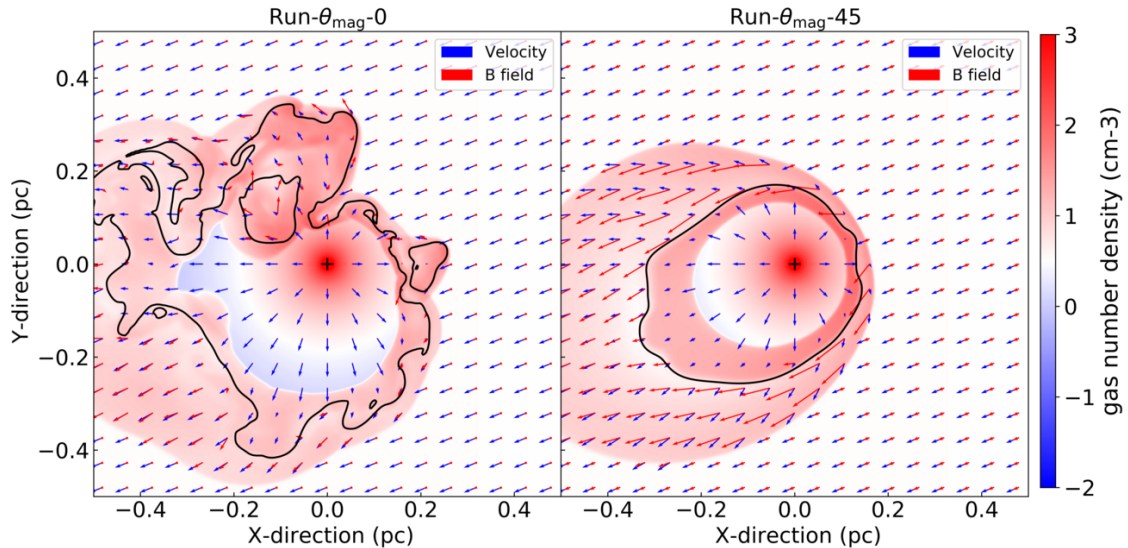 Run-θmag-0
Run-θmag-45
Velocity
B field
Velocity
B field
0.4
0.2
0.0
−0.2
−0.4
Y-direction (pc)
−0.4 −0.2 0.0 0.2 0.4
−0.4 −0.2 0.0 0.2 0.4
X-direction (pc)
X-direction (pc)
3
2
1
0
−1
−2
gas number density (cm-3)